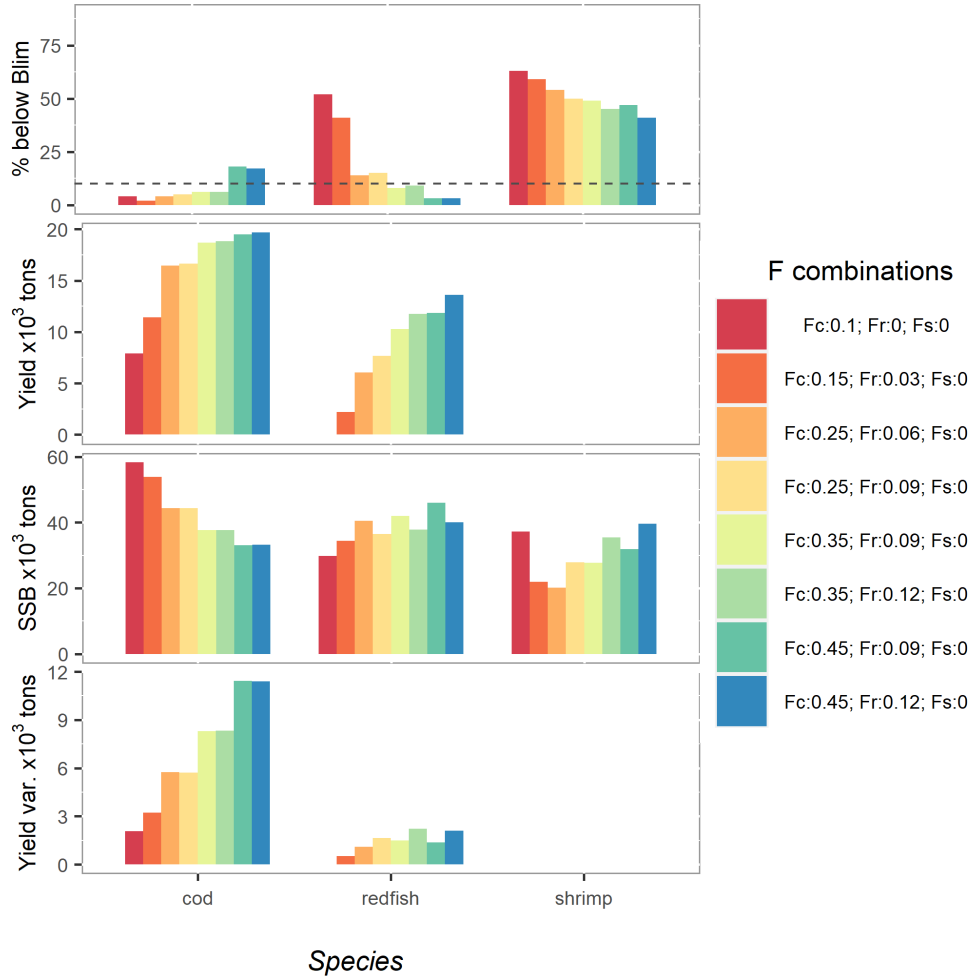 % below Blim
75
50
25
0
Yield x10³ tons
20
15
10
5
0
SSB x10³ tons
60
40
20
0
Yield var. x10³ tons
12
9
6
3
0
cod
redfish
shrimp
Species
F combinations
Fc:0.1; Fr:0; Fs:0
Fc:0.15; Fr:0.03; Fs:0
Fc:0.25; Fr:0.06; Fs:0
Fc:0.25; Fr:0.09; Fs:0
Fc:0.35; Fr:0.09; Fs:0
Fc:0.35; Fr:0.12; Fs:0
Fc:0.45; Fr:0.09; Fs:0
Fc:0.45; Fr:0.12; Fs:0